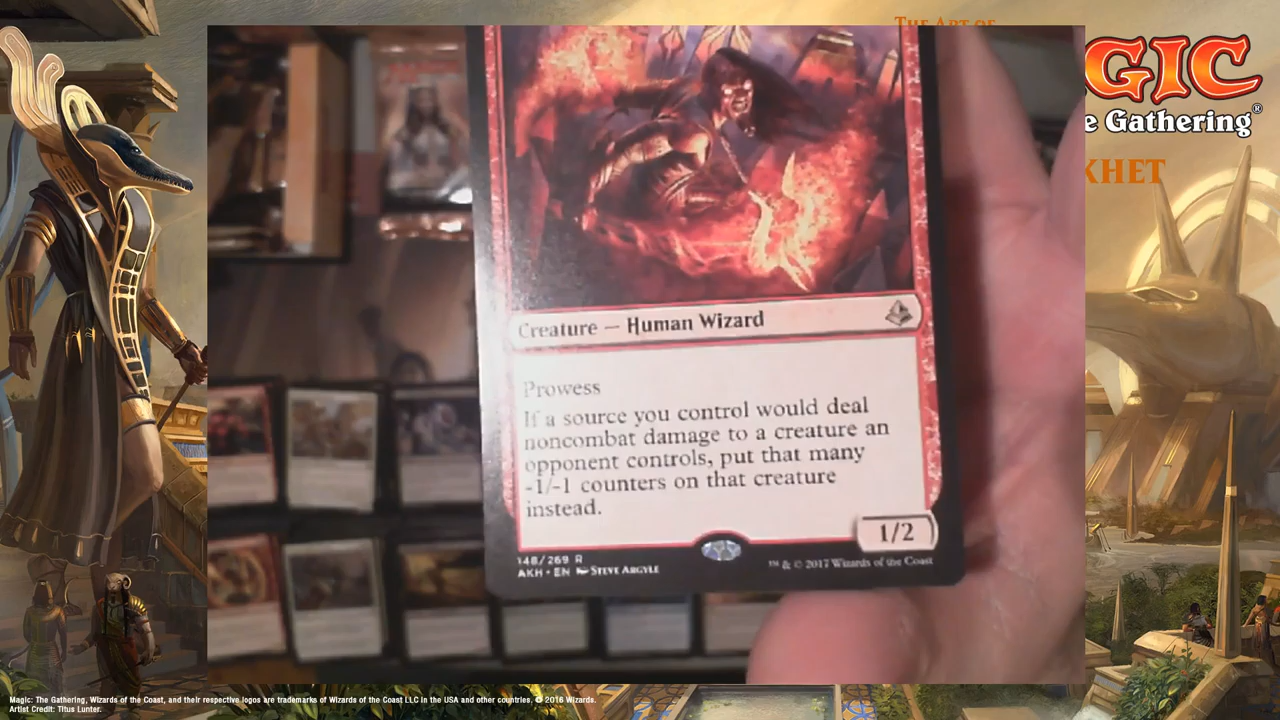 THE ART OF
GIC
e Gathering®
KHET
Creature — Human Wizard
Prowess
If a source you control would deal
noncombat damage to a creature an
opponent controls, put that many
-1/-1 counters on that creature
instead.
1/2
148/269 R
AKH • EN STEVE ARGYLE
™ & © 2017 Wizards of the Coast
Magic: The Gathering, Wizards of the Coast, and their respective logos are trademarks of Wizards of the Coast LLC in the USA and other countries. © 2016 Wizards.
Artist Credit: Titus Lunter.